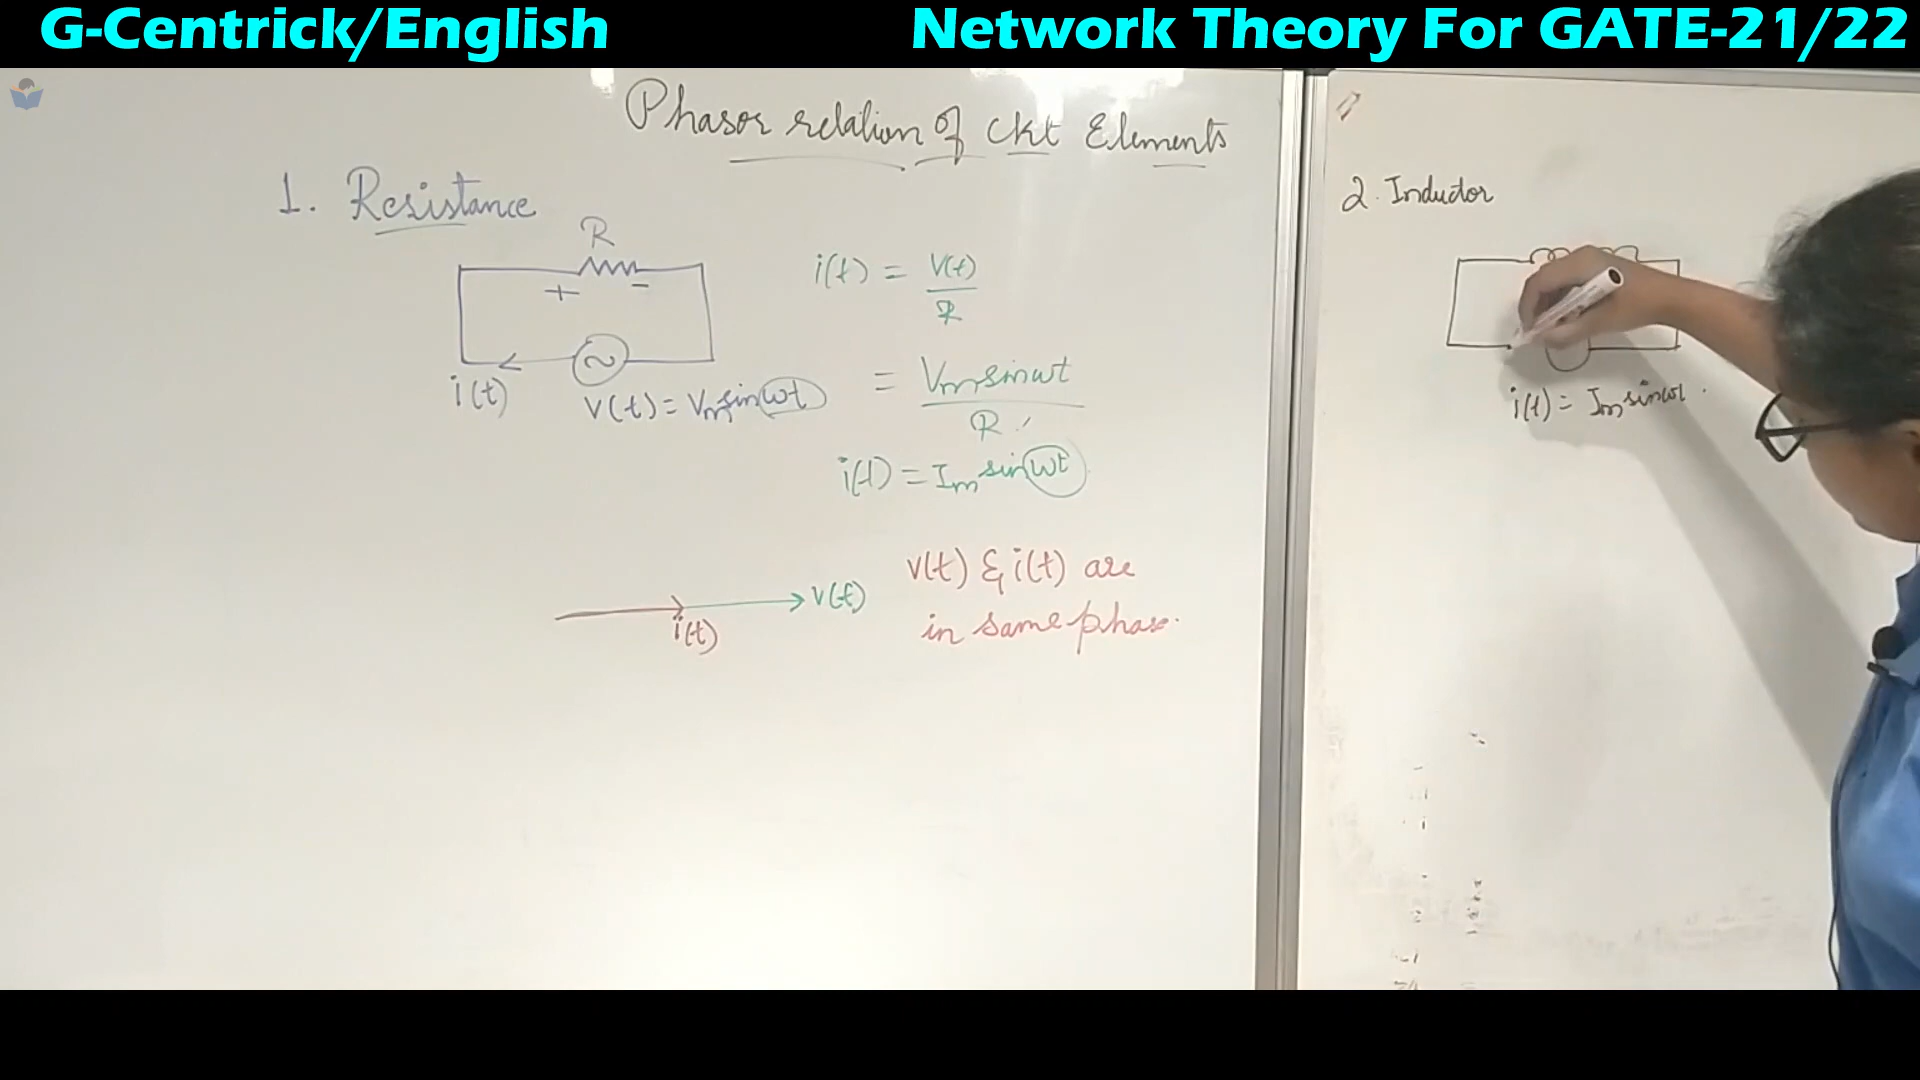 G-Centrick/English
Network Theory For GATE-21/22
Phasor relation of ckt Elements
1. Resistance
R
+ -
i(t)
v(t) = Vm sin ωt
i(t) = V(t)/R
= Vm sin ωt / R
i(t) = Im sin ωt
v(t)
i(t)
v(t) & i(t) are
in same phase.
2. Inductor
i(t) = Im sin ωt.